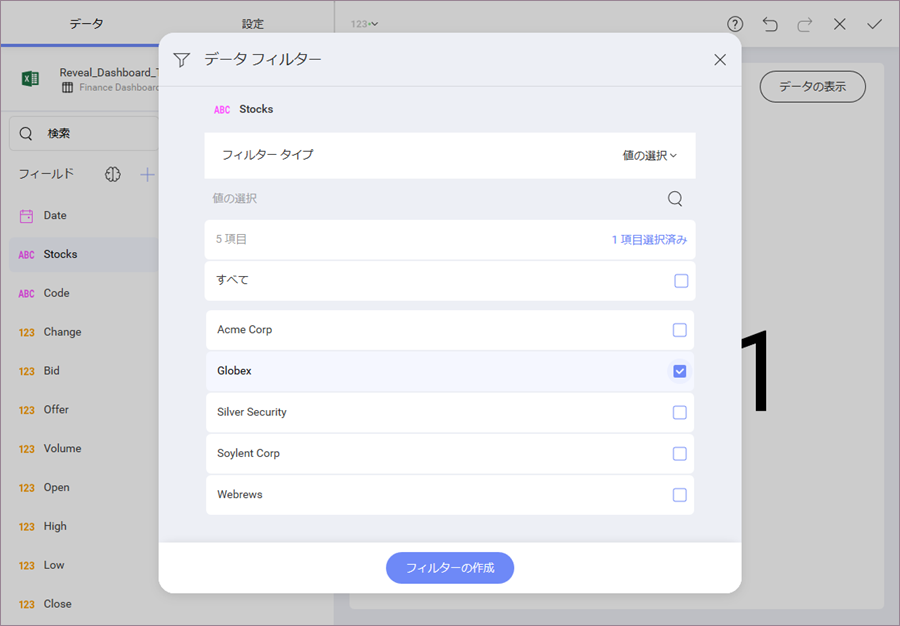 データ
設定
123
データ フィルター
Reveal_Dashboard_T
Finance Dashboard
データの表示
ABC Stocks
検索
フィルター タイプ
値の選択
フィールド
値の選択
Date
5 項目
1 項目選択済み
ABC Stocks
すべて
ABC Code
Acme Corp
123 Change
1
123 Bid
Globex
123 Offer
Silver Security
123 Volume
Soylent Corp
123 Open
Webrews
123 High
123 Low
フィルターの作成
123 Close